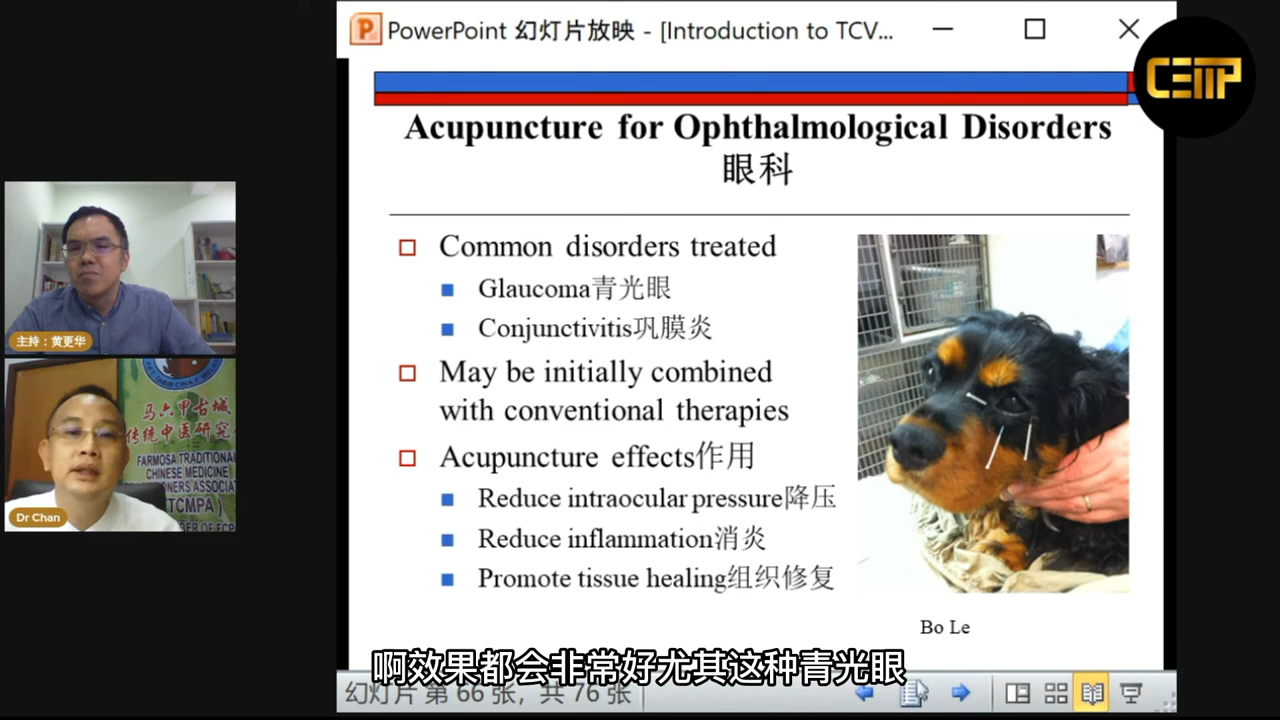 PowerPoint 幻灯片放映 - [Introduction to TCV...
CEMP
Acupuncture for Ophthalmological Disorders
眼科
Common disorders treated
Glaucoma青光眼
Conjunctivitis巩膜炎
May be initially combined
with conventional therapies
Acupuncture effects作用
Reduce intraocular pressure降压
Reduce inflammation消炎
Promote tissue healing组织修复
Bo Le
主持：黄更华
马六甲古城
传统中医研究
FARMOSA TRADITIONAL
CHINESE MEDICINE
TCMPA )
Dr Chan
啊效果都会非常好尤其这种青光眼
幻灯片 第 66 张，共 76 张